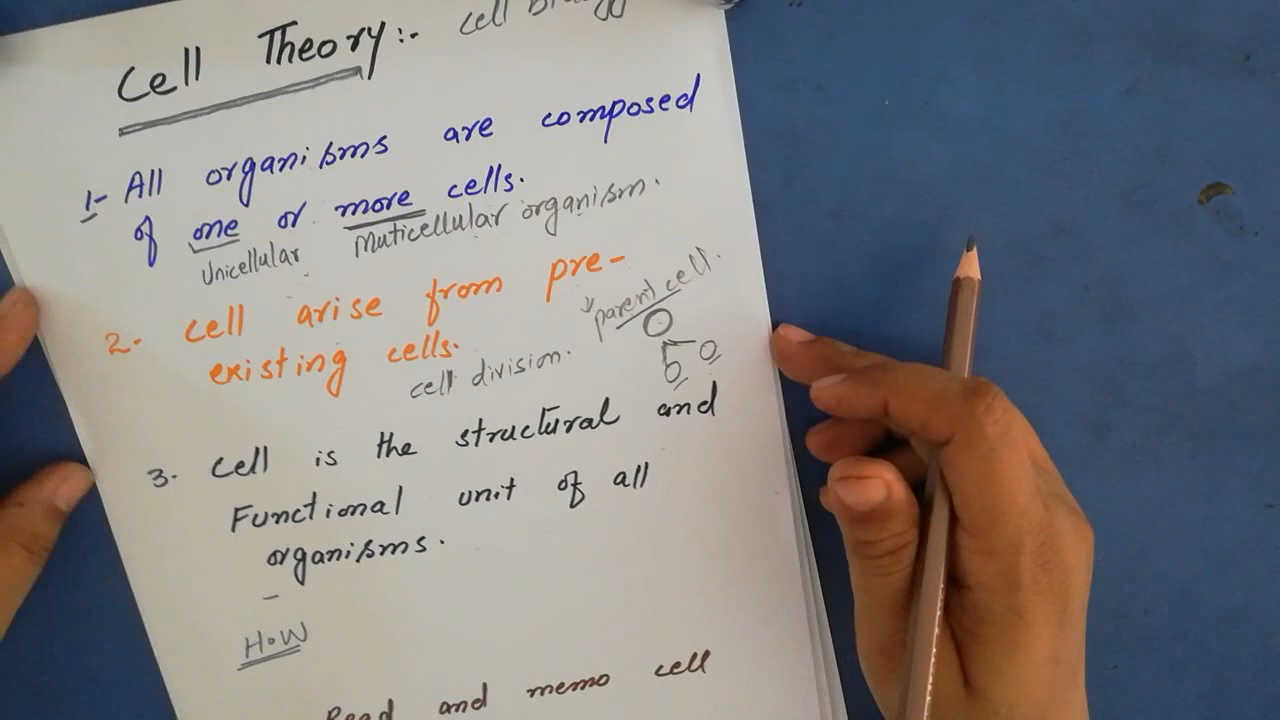 Cell Theory:- Cell Biology
1- All organisms are composed
of one or more cells.
Unicellular Muticellular organism.
2. Cell arise from pre-
existing cells.
parent cell.
cell division.
3. Cell is the structural and
Functional unit of all
organisms.
H.W
Read and memo cell